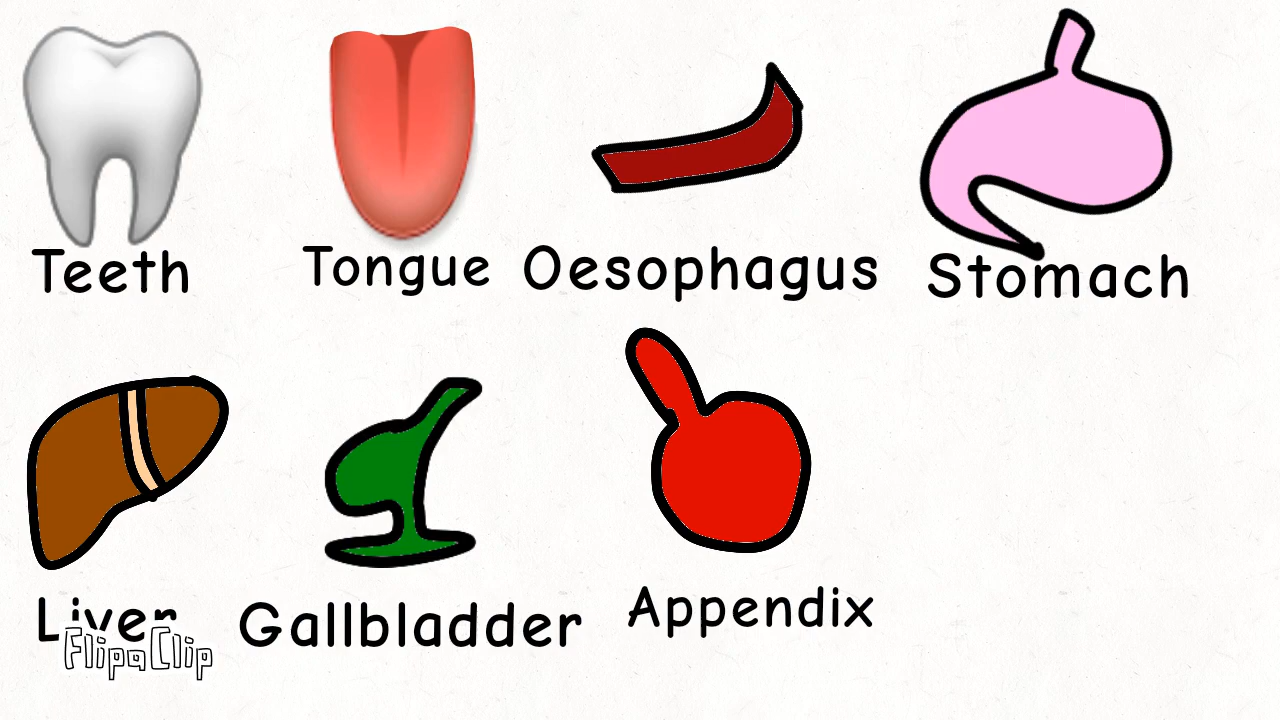 Teeth
Tongue
Oesophagus
Stomach
Liver
Gallbladder
Appendix
FlipaClip